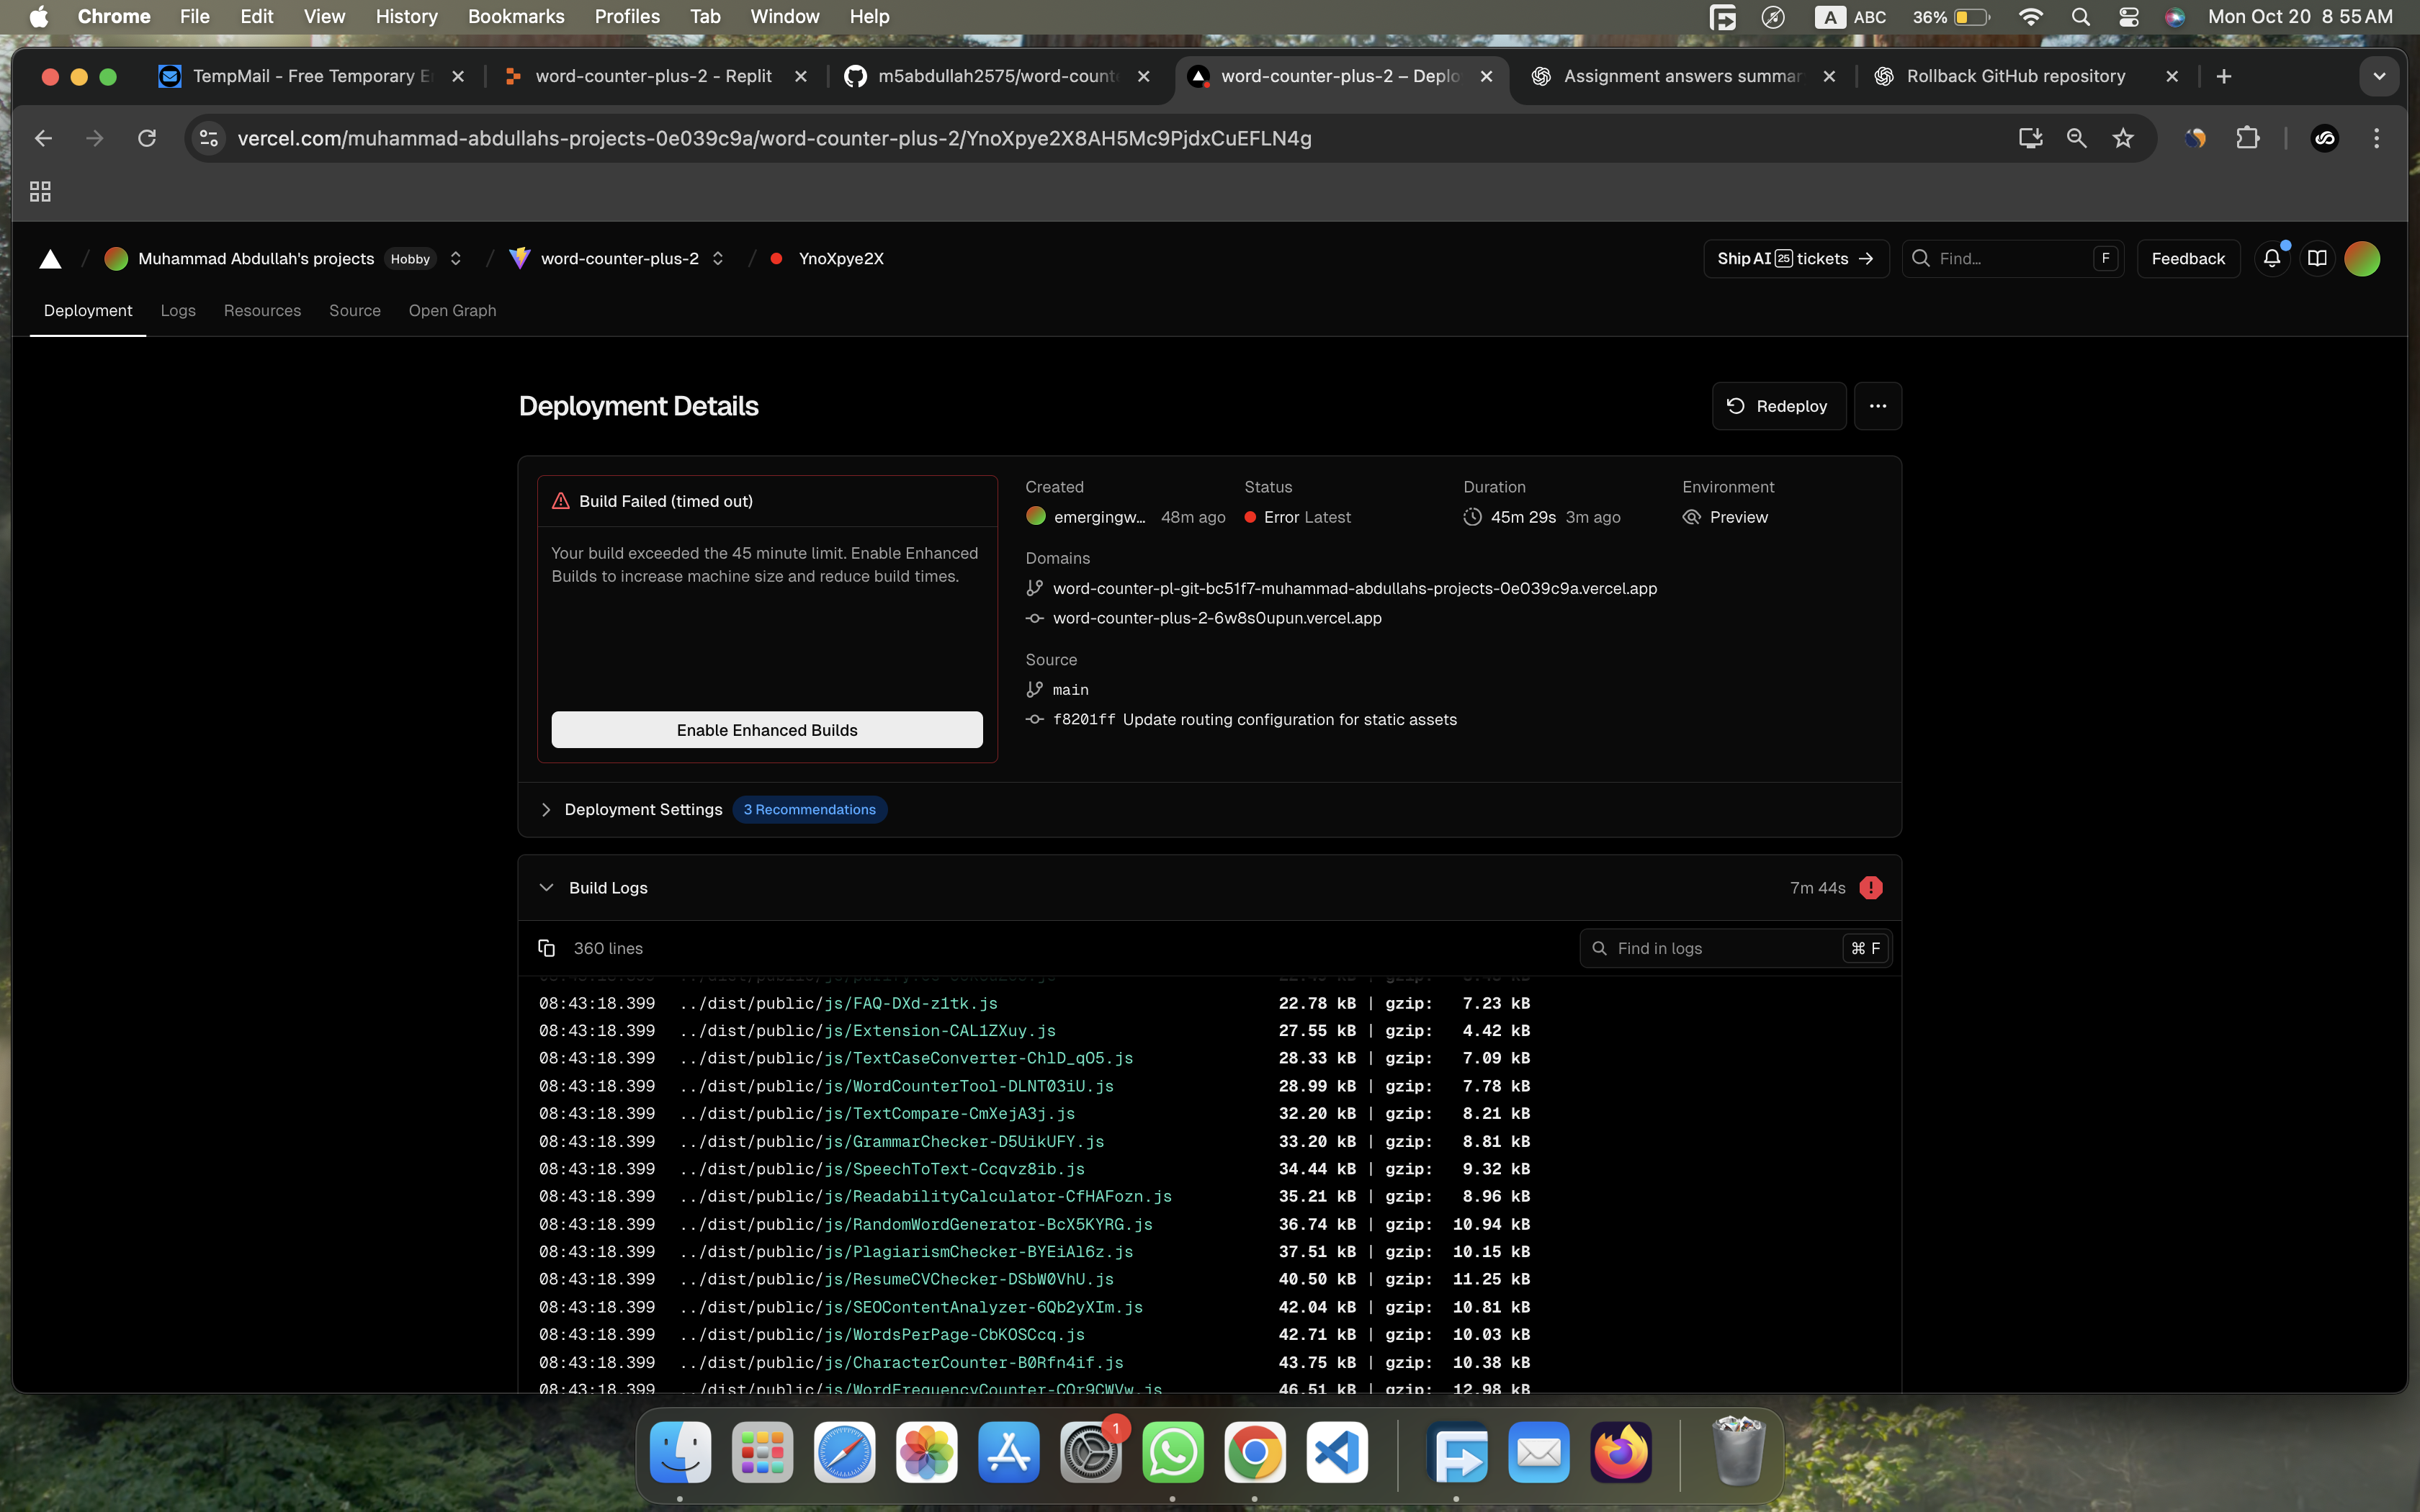 Chrome File Edit View History Bookmarks Profiles Tab Window Help A ABC 36% Mon Oct 20 8 55 AM
TempMail - Free Temporary E word-counter-plus-2 - Replit m5abdullah2575/word-count word-counter-plus-2 – Deplo Assignment answers summar Rollback GitHub repository
vercel.com/muhammad-abdullahs-projects-0e039c9a/word-counter-plus-2/YnoXpye2X8AH5Mc9PjdxCuEFLN4g
/ Muhammad Abdullah's projects Hobby / word-counter-plus-2 / YnoXpye2X Ship AI 25 tickets → Find... F Feedback
Deployment Logs Resources Source Open Graph
Deployment Details Redeploy
Build Failed (timed out)
Your build exceeded the 45 minute limit. Enable Enhanced
Builds to increase machine size and reduce build times.
Enable Enhanced Builds
Created Status Duration Environment
emergingw... 48m ago Error Latest 45m 29s 3m ago Preview
Domains
word-counter-pl-git-bc51f7-muhammad-abdullahs-projects-0e039c9a.vercel.app
word-counter-plus-2-6w8s0upun.vercel.app
Source
main
f8201ff Update routing configuration for static assets
Deployment Settings 3 Recommendations
Build Logs 7m 44s
360 lines Find in logs ⌘ F
08:43:18.399 ../dist/public/js/FAQ-DXd-z1tk.js 22.78 kB | gzip: 7.23 kB
08:43:18.399 ../dist/public/js/Extension-CAL1ZXuy.js 27.55 kB | gzip: 4.42 kB
08:43:18.399 ../dist/public/js/TextCaseConverter-ChlD_qO5.js 28.33 kB | gzip: 7.09 kB
08:43:18.399 ../dist/public/js/WordCounterTool-DLNT03iU.js 28.99 kB | gzip: 7.78 kB
08:43:18.399 ../dist/public/js/TextCompare-CmXejA3j.js 32.20 kB | gzip: 8.21 kB
08:43:18.399 ../dist/public/js/GrammarChecker-D5UikUFY.js 33.20 kB | gzip: 8.81 kB
08:43:18.399 ../dist/public/js/SpeechToText-Ccqvz8ib.js 34.44 kB | gzip: 9.32 kB
08:43:18.399 ../dist/public/js/ReadabilityCalculator-CfHAFozn.js 35.21 kB | gzip: 8.96 kB
08:43:18.399 ../dist/public/js/RandomWordGenerator-BcX5KYRG.js 36.74 kB | gzip: 10.94 kB
08:43:18.399 ../dist/public/js/PlagiarismChecker-BYEiAl6z.js 37.51 kB | gzip: 10.15 kB
08:43:18.399 ../dist/public/js/ResumeCVChecker-DSbW0VhU.js 40.50 kB | gzip: 11.25 kB
08:43:18.399 ../dist/public/js/SEOContentAnalyzer-6Qb2yXIm.js 42.04 kB | gzip: 10.81 kB
08:43:18.399 ../dist/public/js/WordsPerPage-CbKOSCcq.js 42.71 kB | gzip: 10.03 kB
08:43:18.399 ../dist/public/js/CharacterCounter-B0Rfn4if.js 43.75 kB | gzip: 10.38 kB
08:43:18.399 ../dist/public/js/WordFrequencyCounter-COr9CWVw.js 46.51 kB | gzip: 12.98 kB
1